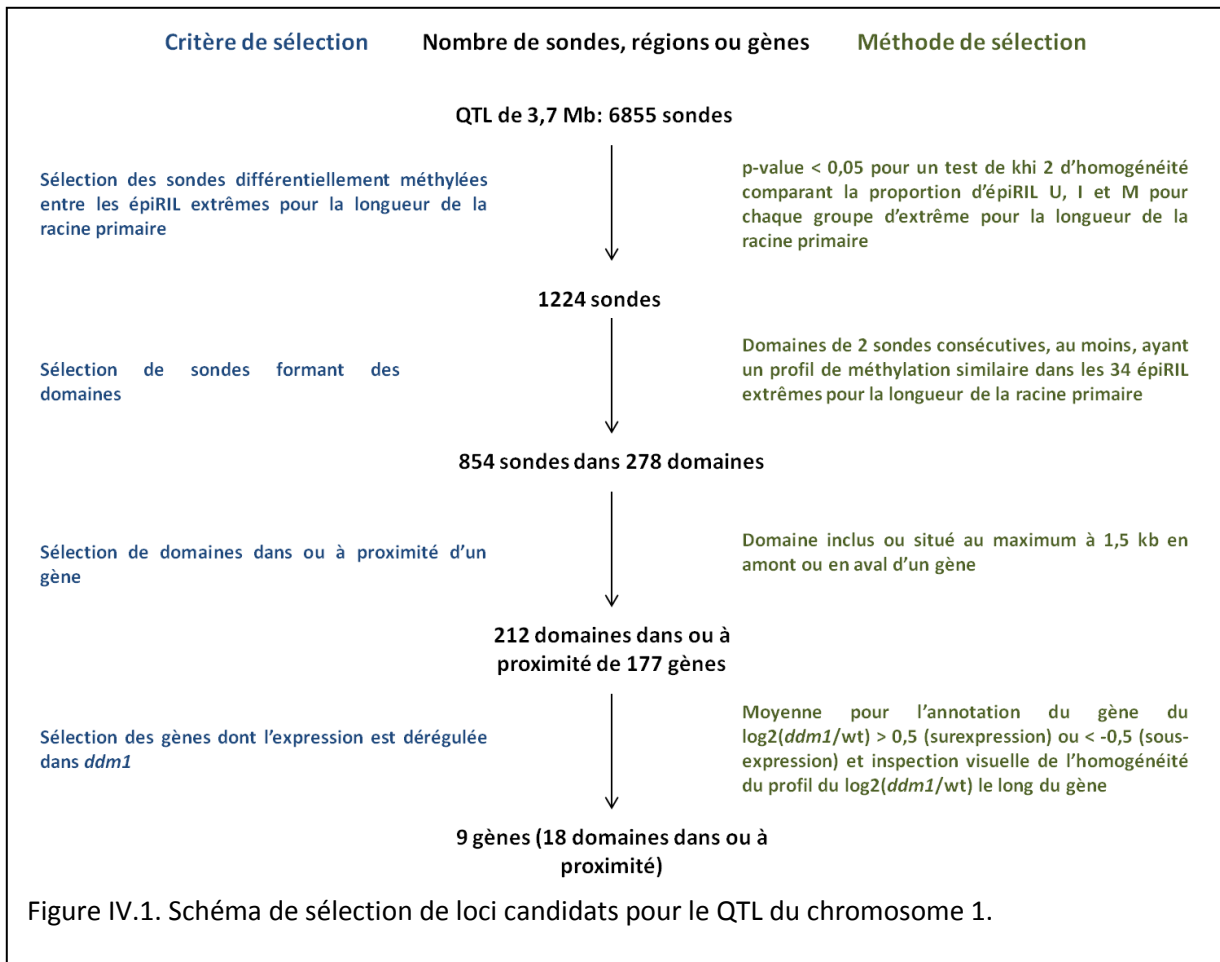 Critère de sélection Nombre de sondes, régions ou gènes Méthode de sélection
QTL de 3,7 Mb: 6855 sondes
Sélection des sondes différentiellement méthylées
entre les épiRIL extrêmes pour la longueur de la
racine primaire
p-value < 0,05 pour un test de khi 2 d’homogénéité
comparant la proportion d’épiRIL U, I et M pour
chaque groupe d’extrême pour la longueur de la
racine primaire
1224 sondes
Sélection de sondes formant des
domaines
Domaines de 2 sondes consécutives, au moins, ayant
un profil de méthylation similaire dans les 34 épiRIL
extrêmes pour la longueur de la racine primaire
854 sondes dans 278 domaines
Sélection de domaines dans ou à proximité d’un
gène
Domaine inclus ou situé au maximum à 1,5 kb en
amont ou en aval d’un gène
212 domaines dans ou à
proximité de 177 gènes
Sélection des gènes dont l’expression est dérégulée
dans ddm1
Moyenne pour l’annotation du gène du
log2(ddm1/wt) > 0,5 (surexpression) ou < -0,5 (sous-
expression) et inspection visuelle de l’homogénéité
du profil du log2(ddm1/wt) le long du gène
9 gènes (18 domaines dans ou à
proximité)
Figure IV.1. Schéma de sélection de loci candidats pour le QTL du chromosome 1.